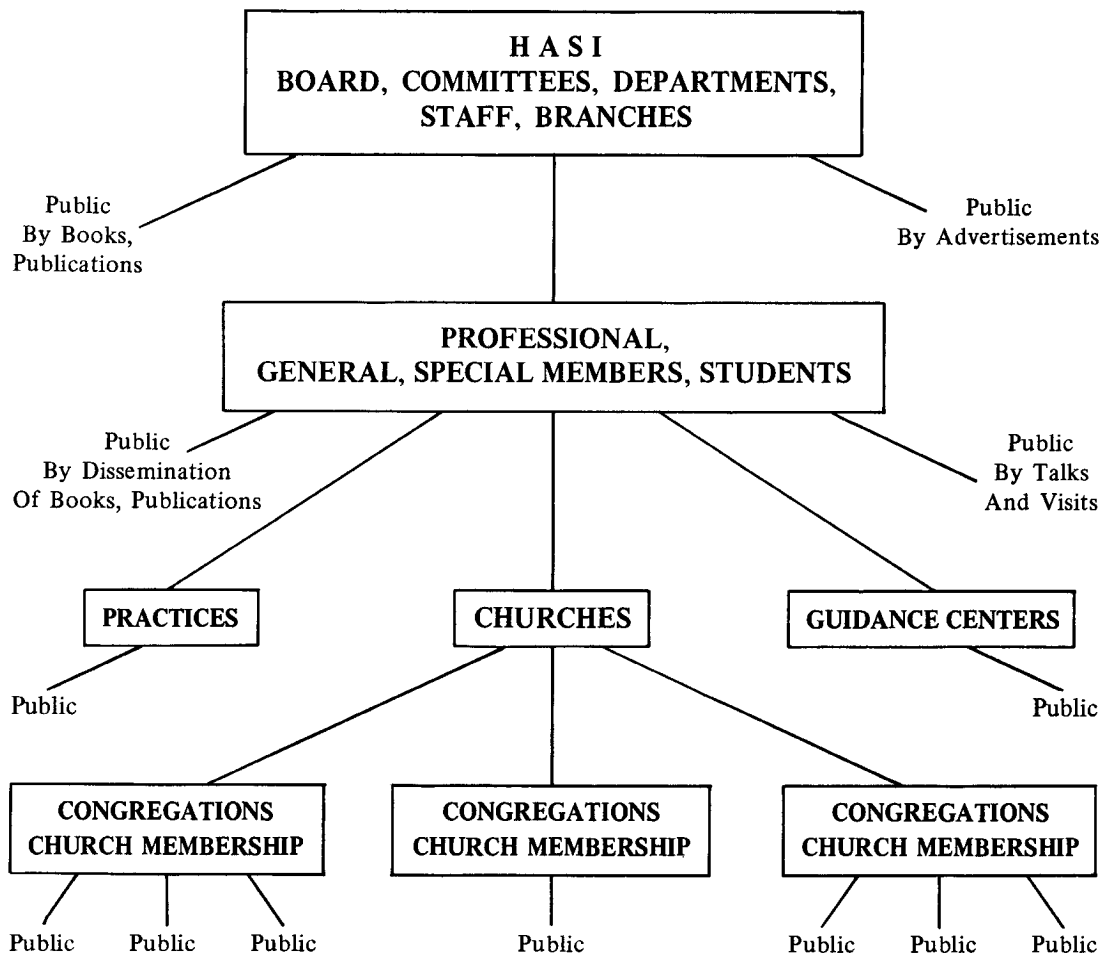 H A S I
BOARD, COMMITTEES, DEPARTMENTS,
STAFF, BRANCHES
Public
By Books,
Publications
Public
By Advertisements
PROFESSIONAL,
GENERAL, SPECIAL MEMBERS, STUDENTS
Public
By Dissemination
Of Books, Publications
Public
By Talks
And Visits
PRACTICES
CHURCHES
GUIDANCE CENTERS
Public
Public
CONGREGATIONS
CHURCH MEMBERSHIP
CONGREGATIONS
CHURCH MEMBERSHIP
CONGREGATIONS
CHURCH MEMBERSHIP
Public
Public
Public
Public
Public
Public
Public